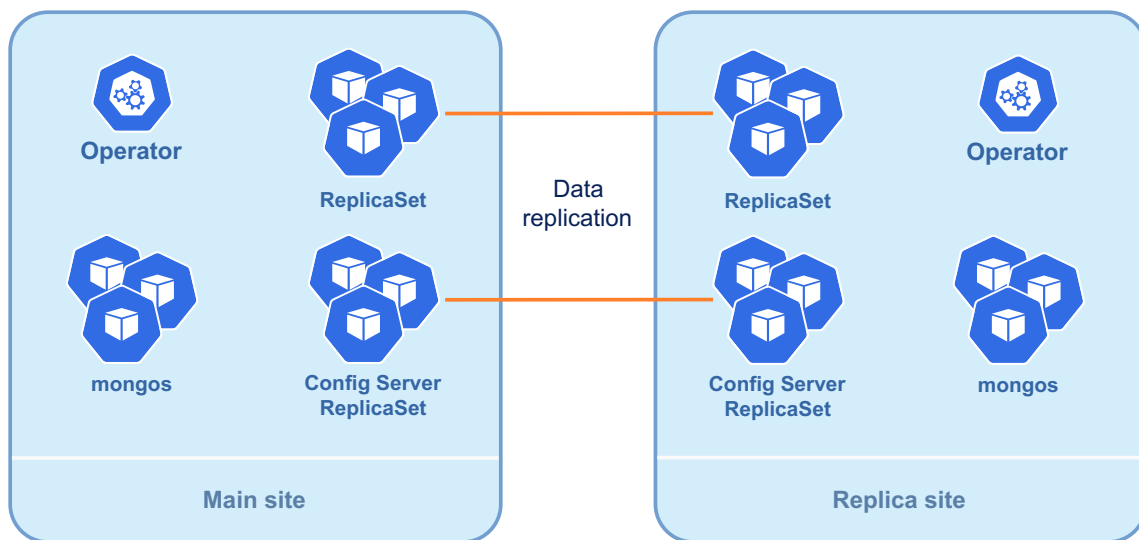 Operator
ReplicaSet
mongos
Config Server
ReplicaSet
Main site
Data
replication
ReplicaSet
Operator
Config Server
ReplicaSet
mongos
Replica site